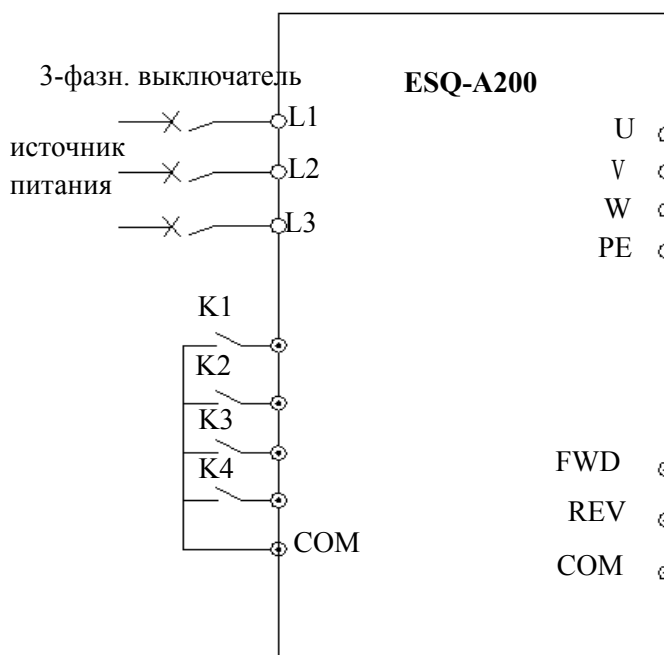 3-фазн. выключатель
ESQ-A200
L1
источник
питания
L2
L3
U
V
W
PE
K1
K2
K3
K4
COM
FWD
REV
COM